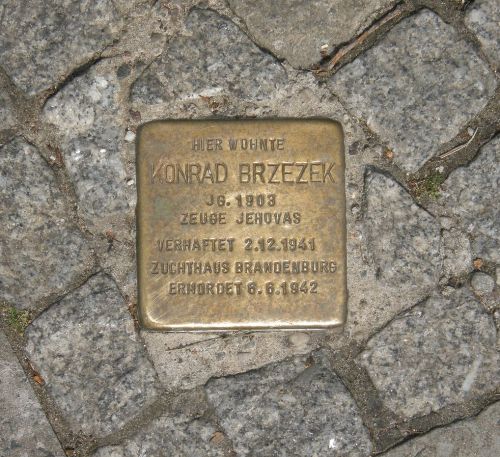 HIER WOHNTE
KONRAD BRZEZEK
JG. 1903
ZEUGE JEHOVAS
VERHAFTET 2.12.1941
ZUCHTHAUS BRANDENBURG
ERMORDET 6.6.1942